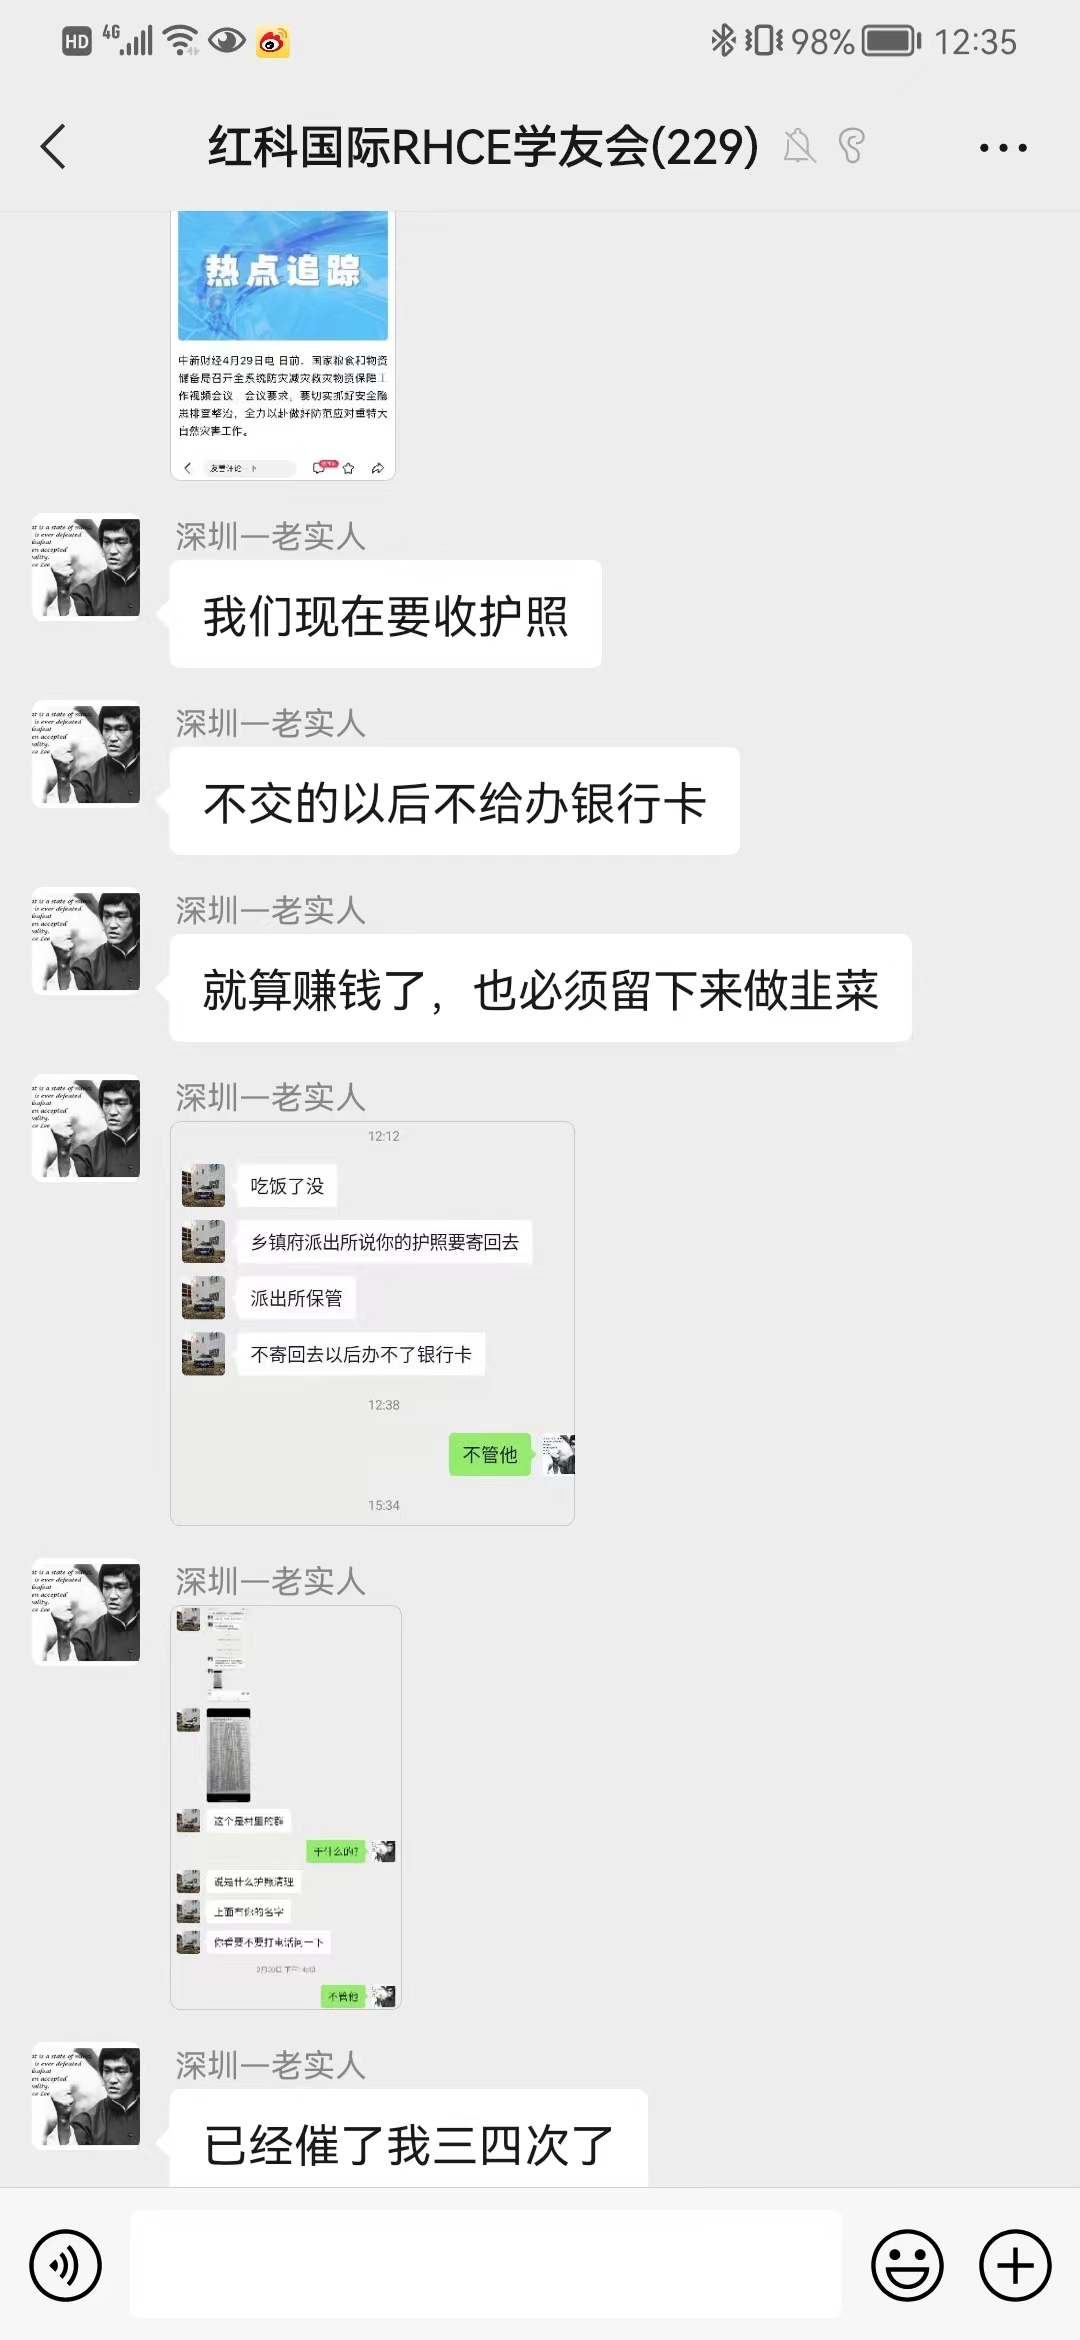 HD 4G 98% 12:35
红科国际RHCE学友会(229)
热点追踪
中新财经4月29日电 日前,国家粮食和物资
储备局召开全系统防灾减灾救灾物资保障工
作视频会议。会议要求,要切实抓好安全隐
患排查整治,全力以赴做好防范应对重特大
自然灾害工作。
友善评论一下
深圳一老实人
我们现在要收护照
深圳一老实人
不交的以后不给办银行卡
深圳一老实人
就算赚钱了，也必须留下来做韭菜
深圳一老实人
12:12
吃饭了没
乡镇府派出所说你的护照要寄回去
派出所保管
不寄回去以后办不了银行卡
12:38
不管他
15:34
深圳一老实人
这个是村里的群
干什么的?
说是什么护照清理
上面有你的名字
你看要不要打电话问一下
不管他
深圳一老实人
已经催了我三四次了